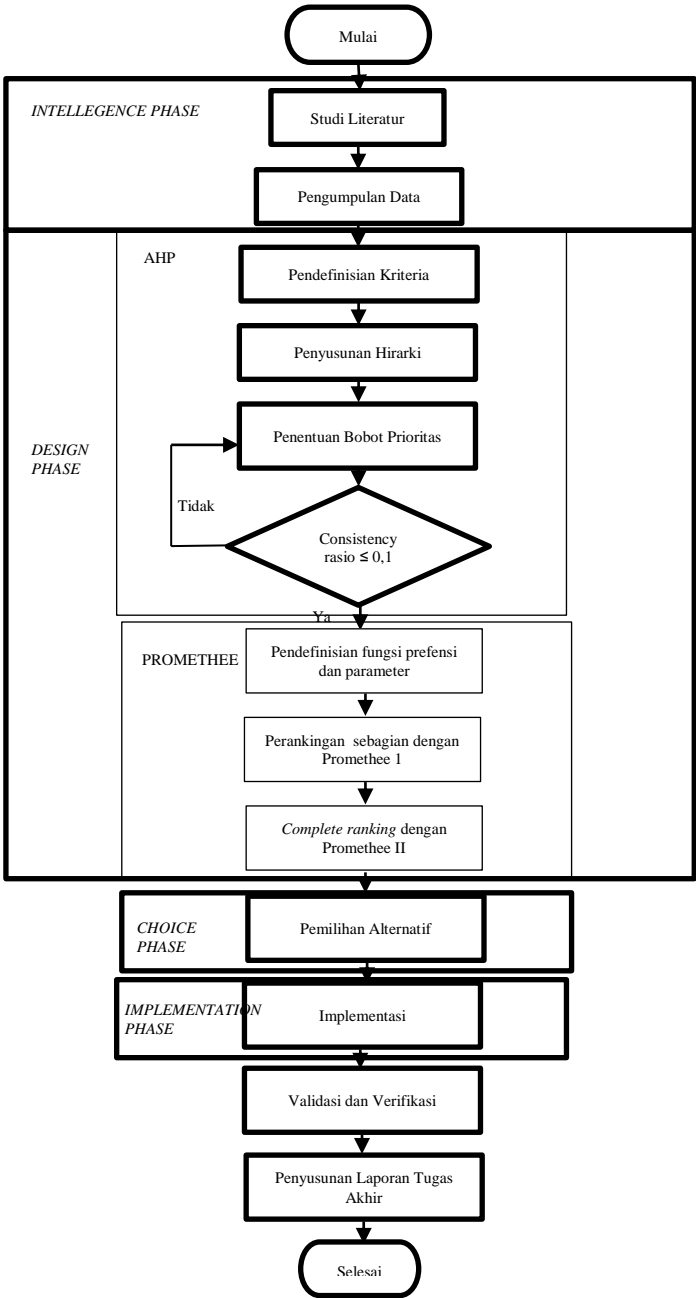 Mulai
INTELLEGENCE PHASE
Studi Literatur
Pengumpulan Data
AHP
Pendefinisian Kriteria
Penyusunan Hirarki
DESIGN
PHASE
Penentuan Bobot Prioritas
Tidak
Consistency
rasio ≤ 0,1
Ya
PROMETHEE
Pendefinisian fungsi prefensi
dan parameter
Perankingan sebagian dengan
Promethee 1
Complete ranking dengan
Promethee II
CHOICE
PHASE
Pemilihan Alternatif
IMPLEMENTATION
PHASE
Implementasi
Validasi dan Verifikasi
Penyusunan Laporan Tugas
Akhir
Selesai